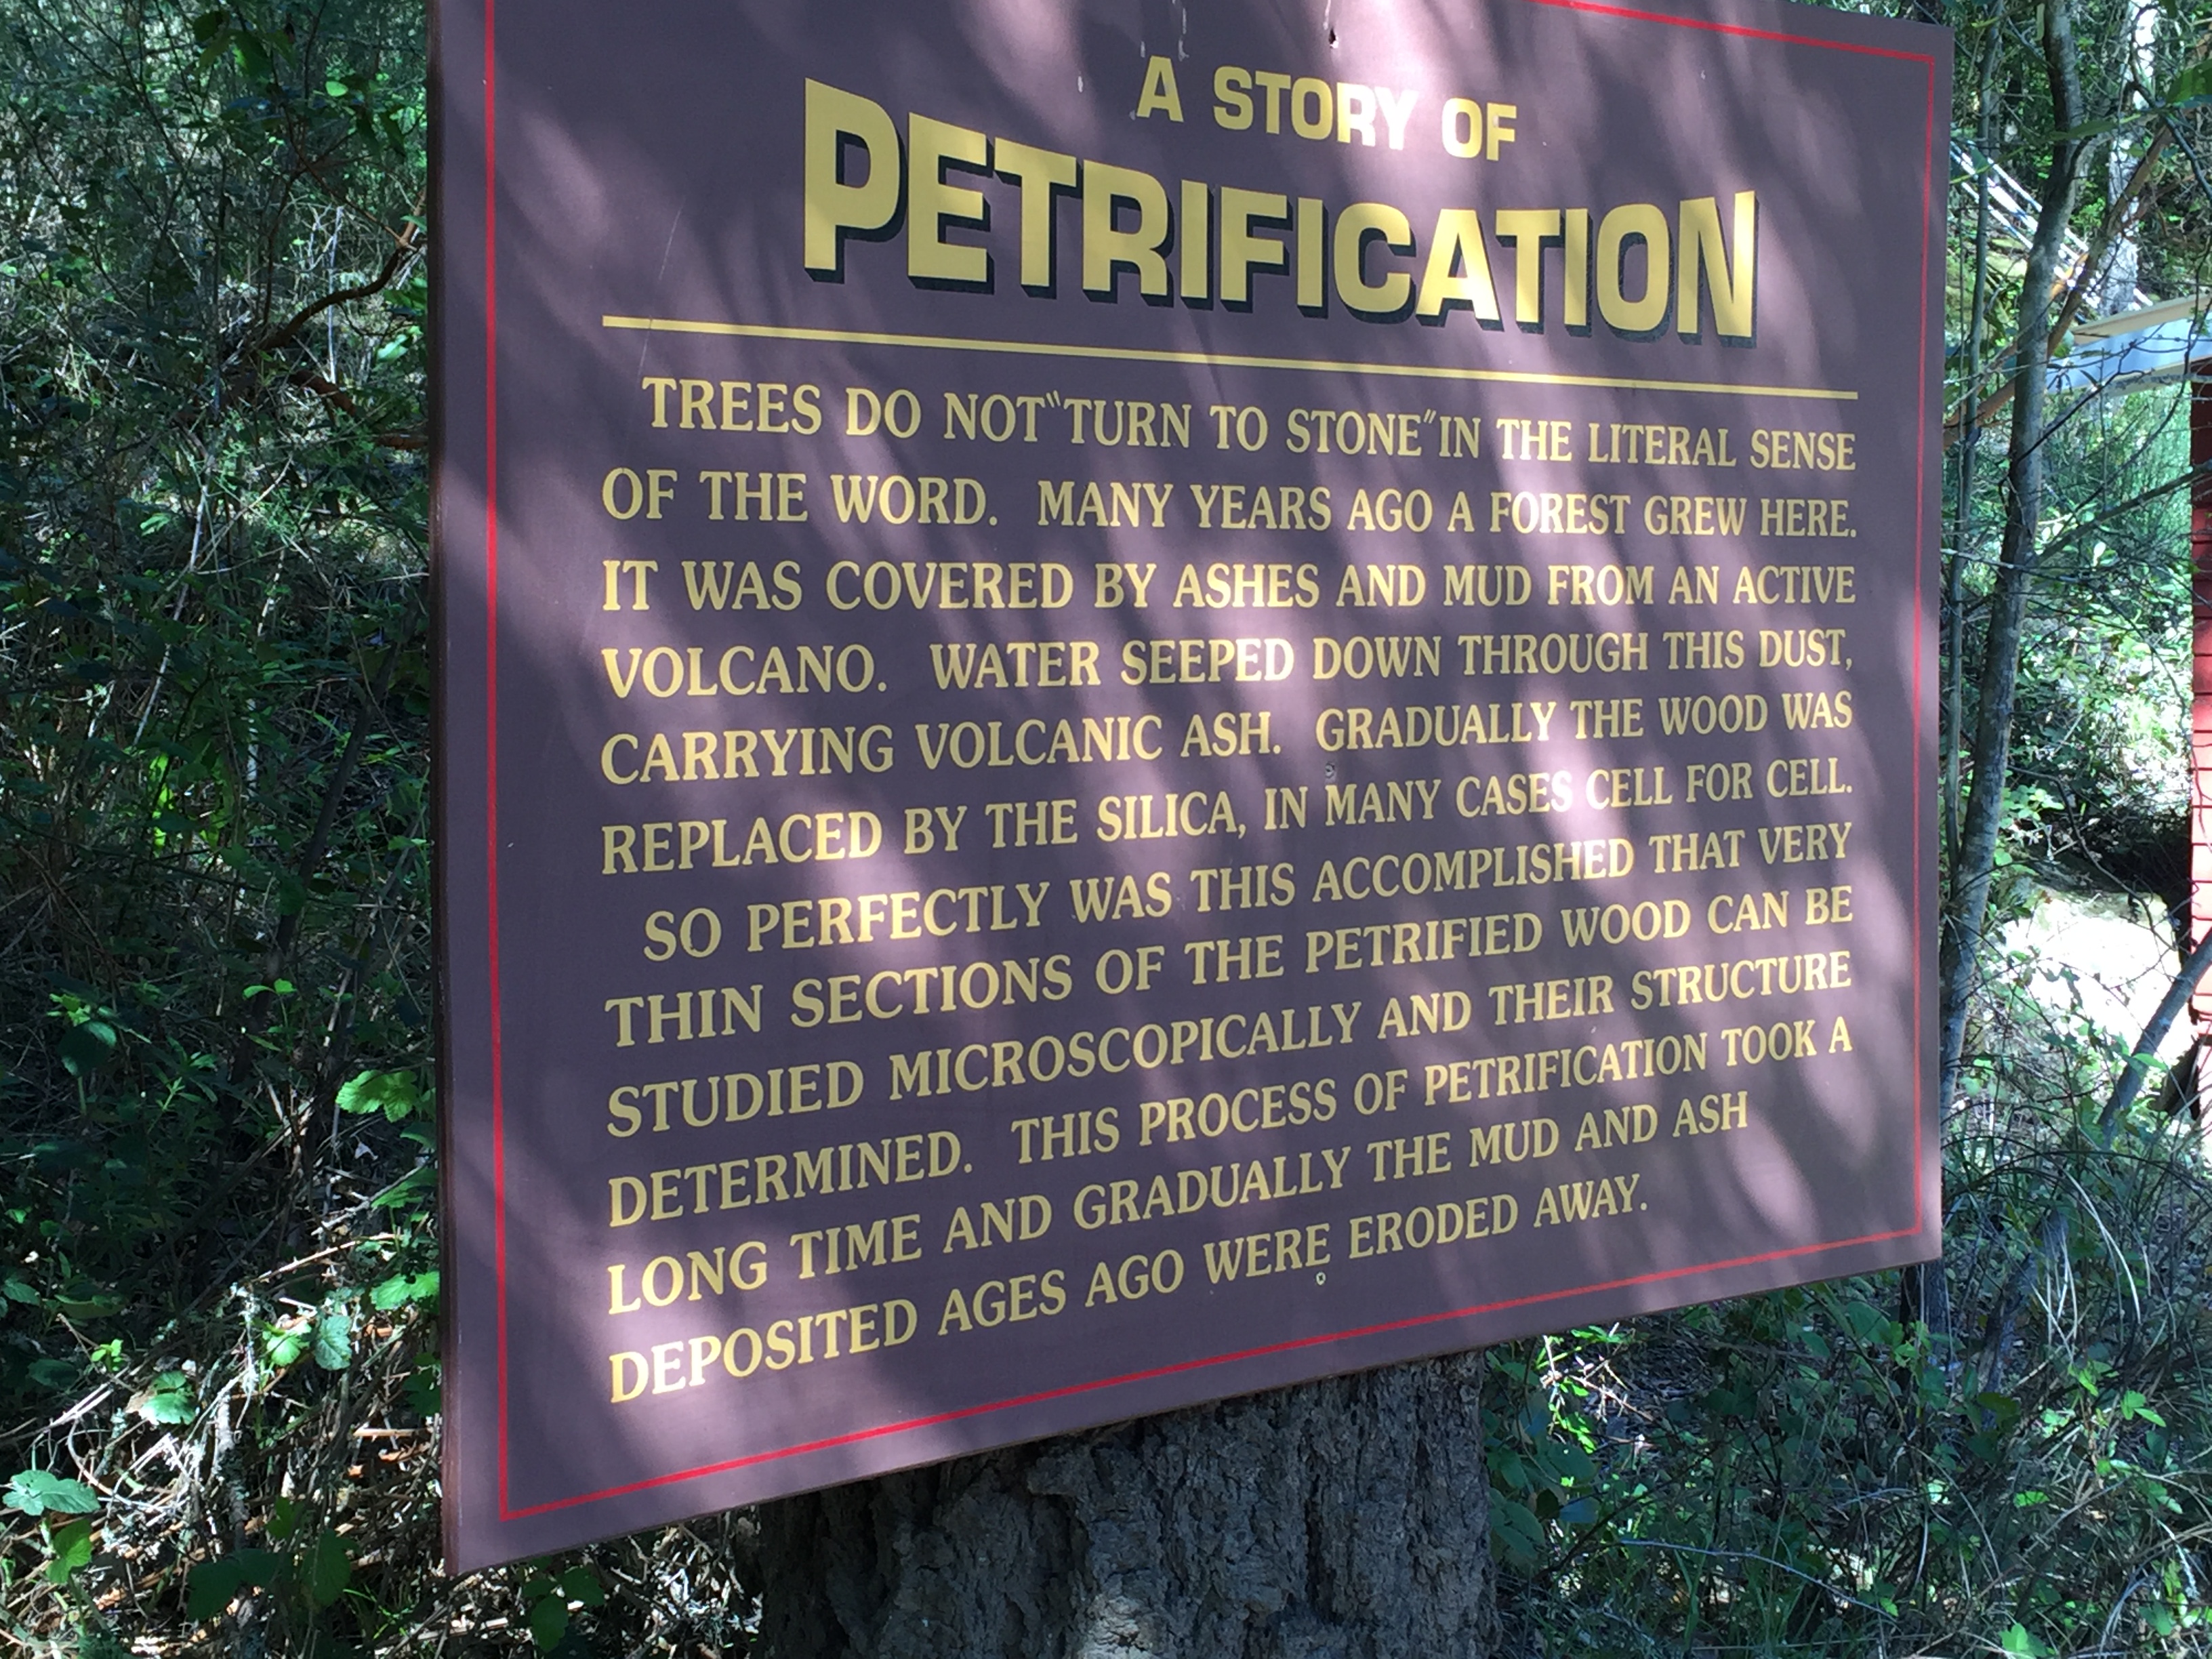 A STORY OF
PETRIFICATION
TREES DO NOT "TURN TO STONE" IN THE LITERAL SENSE
OF THE WORD. MANY YEARS AGO A FOREST GREW HERE.
IT WAS COVERED BY ASHES AND MUD FROM AN ACTIVE
VOLCANO. WATER SEEPED DOWN THROUGH THIS DUST,
CARRYING VOLCANIC ASH. GRADUALLY THE WOOD WAS
REPLACED BY THE SILICA, IN MANY CASES CELL FOR CELL.
SO PERFECTLY WAS THIS ACCOMPLISHED THAT VERY
THIN SECTIONS OF THE PETRIFIED WOOD CAN BE
STUDIED MICROSCOPICALLY AND THEIR STRUCTURE
DETERMINED. THIS PROCESS OF PETRIFICATION TOOK A
LONG TIME AND GRADUALLY THE MUD AND ASH
DEPOSITED AGES AGO WERE ERODED AWAY.